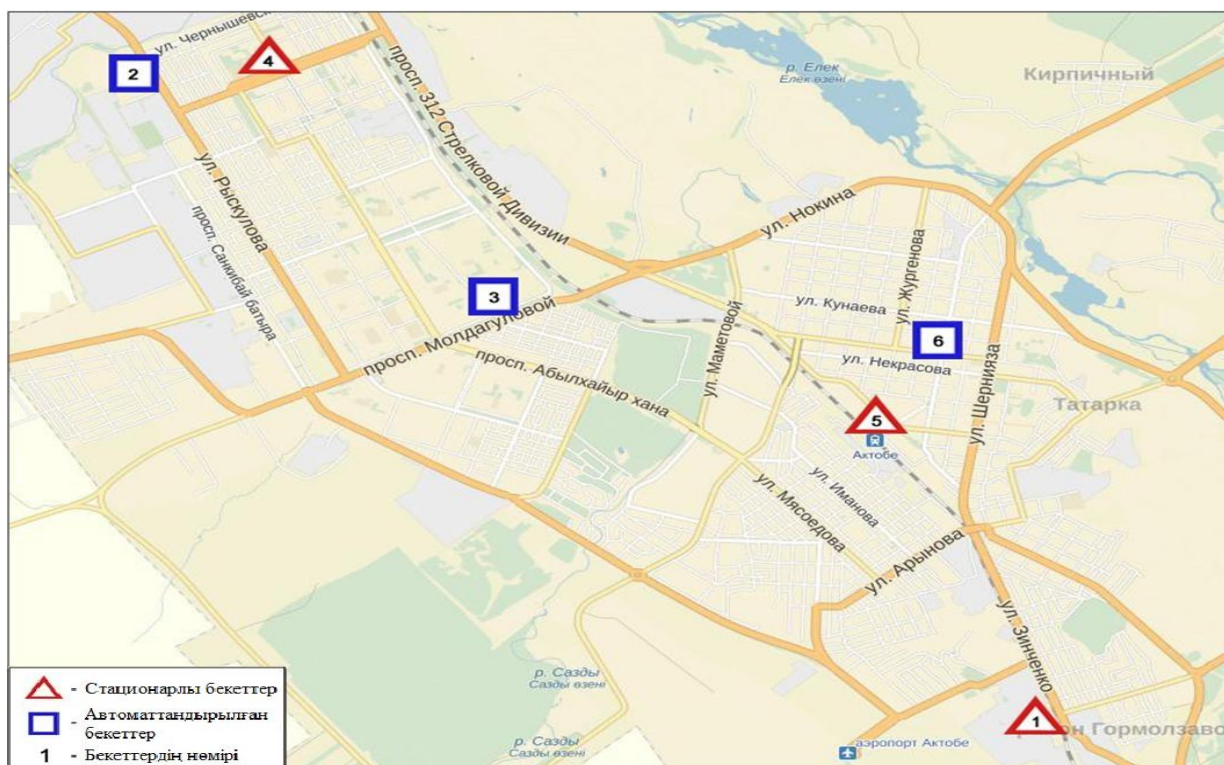 ул. Чернышевск
2
4
просп. 312 Стрелковой Дивизии
р. Елек
Елек өзені
Кирпичный
ул. Рыскулова
просп. Санкибай батыра
ул. Нокина
ул. Жургенова
3
ул. Кунаева
6
просп. Молдагуловой
ул. Маметовой
ул. Некрасова
просп. Абылхайыр хана
ул. Шернияза
Татарка
5
Актобе
ул. Иманова
ул. Мясоедова
ул. Арынова
ул. Зинченко
р. Сазды
Сазды өзені
1
он Гормолзаво
р. Сазды
Сазды өзені
аэропорт Актобе
- Стационарлы бекеттер
- Автоматтандырылған
бекеттер
1 - Бекеттердің нөмірі